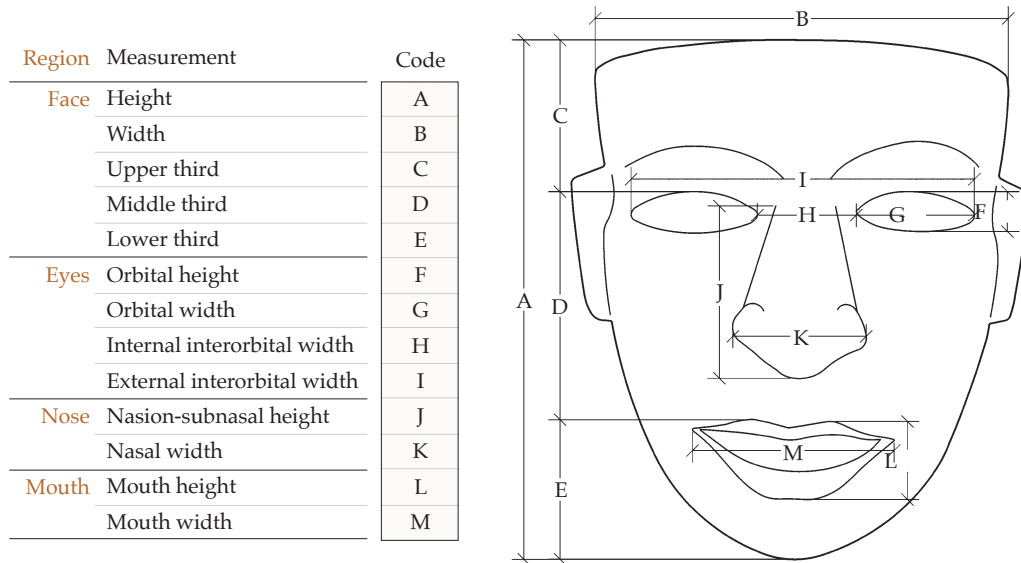 Region Measurement Code
Face Height A
Width B
Upper third C
Middle third D
Lower third E
Eyes Orbital height F
Orbital width G
Internal interorbital width H
External interorbital width I
Nose Nasion-subnasal height J
Nasal width K
Mouth Mouth height L
Mouth width M
B
C
I
H G F
J
A
D
K
M L
E